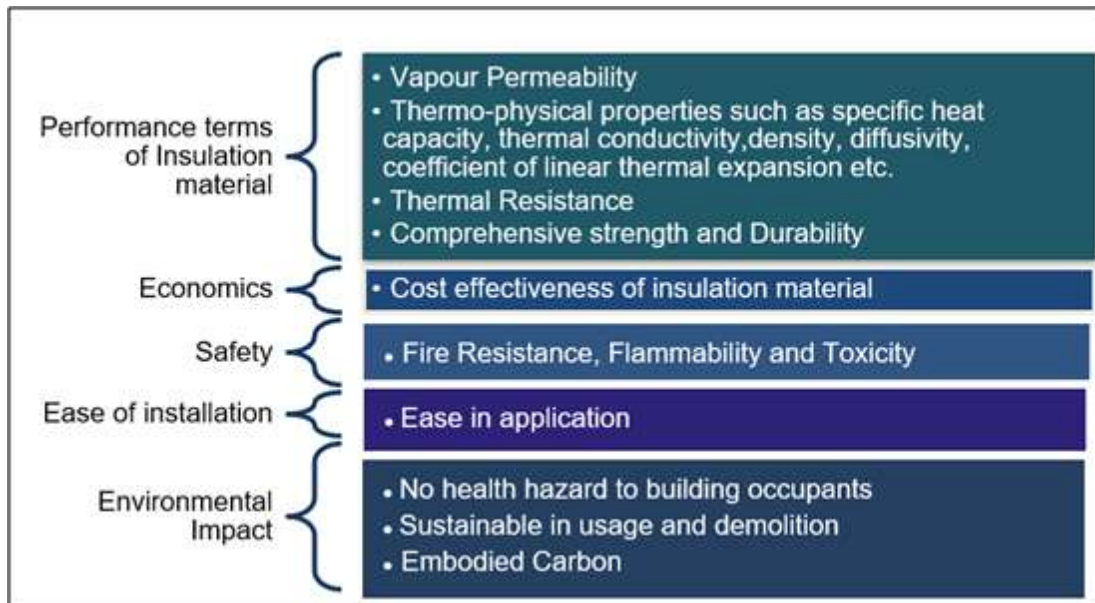 Performance terms
of Insulation
material
• Vapour Permeability
• Thermo-physical properties such as specific heat
capacity, thermal conductivity,density, diffusivity,
coefficient of linear thermal expansion etc.
• Thermal Resistance
• Comprehensive strength and Durability
Economics
• Cost effectiveness of insulation material
Safety
• Fire Resistance, Flammability and Toxicity
Ease of installation
• Ease in application
Environmental
Impact
• No health hazard to building occupants
• Sustainable in usage and demolition
• Embodied Carbon